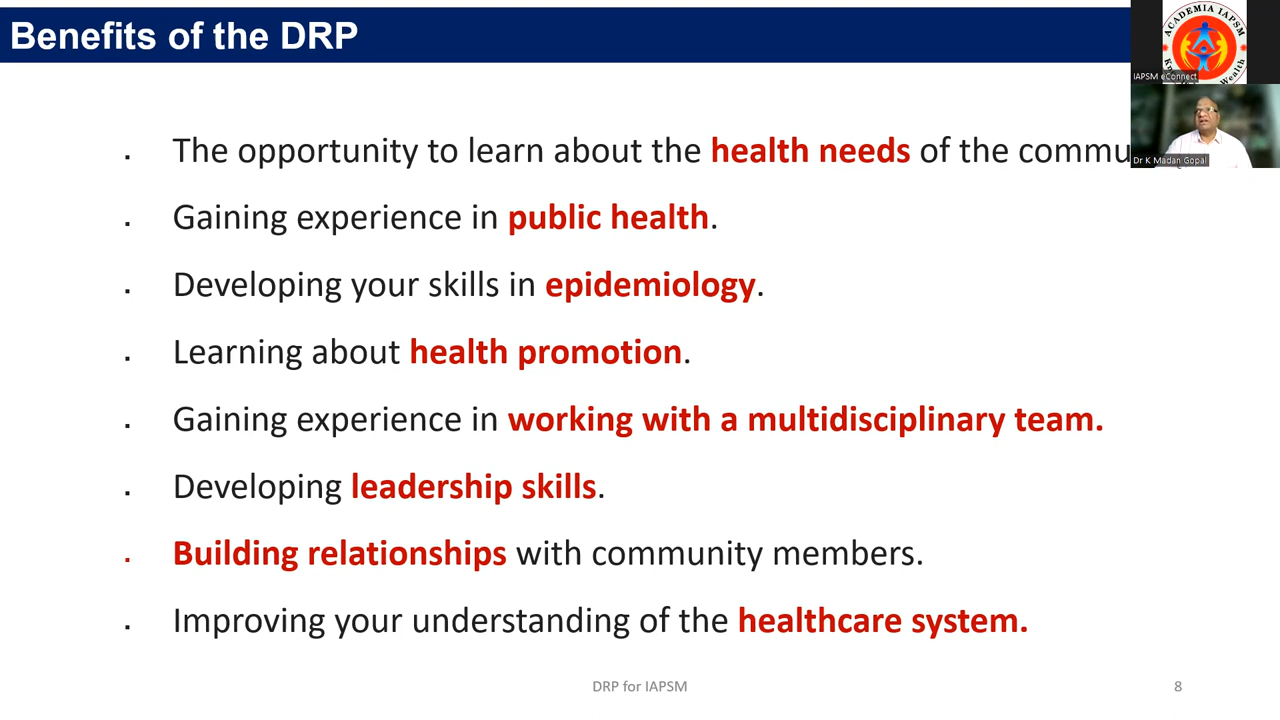 Benefits of the DRP
ACADEMIA IAPSM
Wealth
IAPSM eConnect
Dr K Madan Gopal
. The opportunity to learn about the health needs of the commu
. Gaining experience in public health.
. Developing your skills in epidemiology.
. Learning about health promotion.
. Gaining experience in working with a multidisciplinary team.
. Developing leadership skills.
. Building relationships with community members.
. Improving your understanding of the healthcare system.
DRP for IAPSM
8